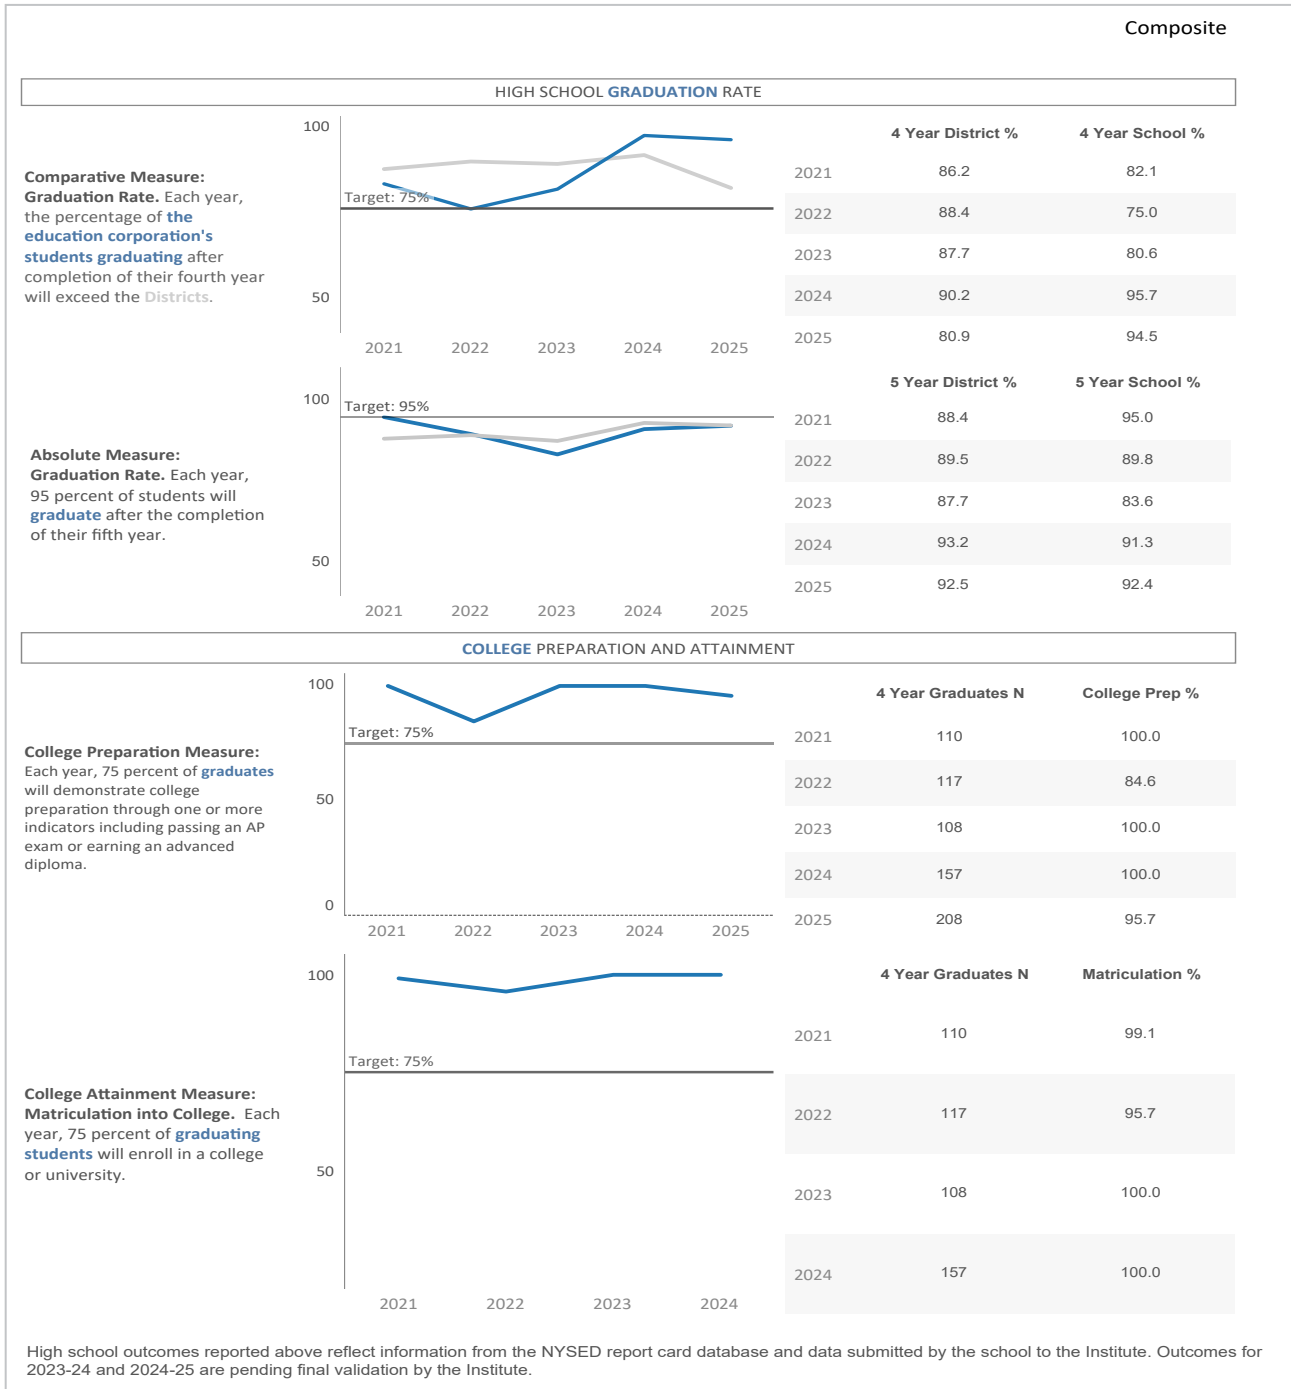 Composite
HIGH SCHOOL GRADUATION RATE
Comparative Measure:
Graduation Rate. Each year,
the percentage of the
education corporation's
students graduating after
completion of their fourth year
will exceed the Districts.
100
Target: 75%
50
2021 2022 2023 2024 2025
4 Year District % 4 Year School %
2021 86.2 82.1
2022 88.4 75.0
2023 87.7 80.6
2024 90.2 95.7
2025 80.9 94.5
Absolute Measure:
Graduation Rate. Each year,
95 percent of students will
graduate after the completion
of their fifth year.
100
Target: 95%
50
2021 2022 2023 2024 2025
5 Year District % 5 Year School %
2021 88.4 95.0
2022 89.5 89.8
2023 87.7 83.6
2024 93.2 91.3
2025 92.5 92.4
COLLEGE PREPARATION AND ATTAINMENT
College Preparation Measure:
Each year, 75 percent of graduates
will demonstrate college
preparation through one or more
indicators including passing an AP
exam or earning an advanced
diploma.
100
Target: 75%
50
0
2021 2022 2023 2024 2025
4 Year Graduates N College Prep %
2021 110 100.0
2022 117 84.6
2023 108 100.0
2024 157 100.0
2025 208 95.7
College Attainment Measure:
Matriculation into College. Each
year, 75 percent of graduating
students will enroll in a college
or university.
100
Target: 75%
50
2021 2022 2023 2024
4 Year Graduates N Matriculation %
2021 110 99.1
2022 117 95.7
2023 108 100.0
2024 157 100.0
High school outcomes reported above reflect information from the NYSED report card database and data submitted by the school to the Institute. Outcomes for
2023-24 and 2024-25 are pending final validation by the Institute.